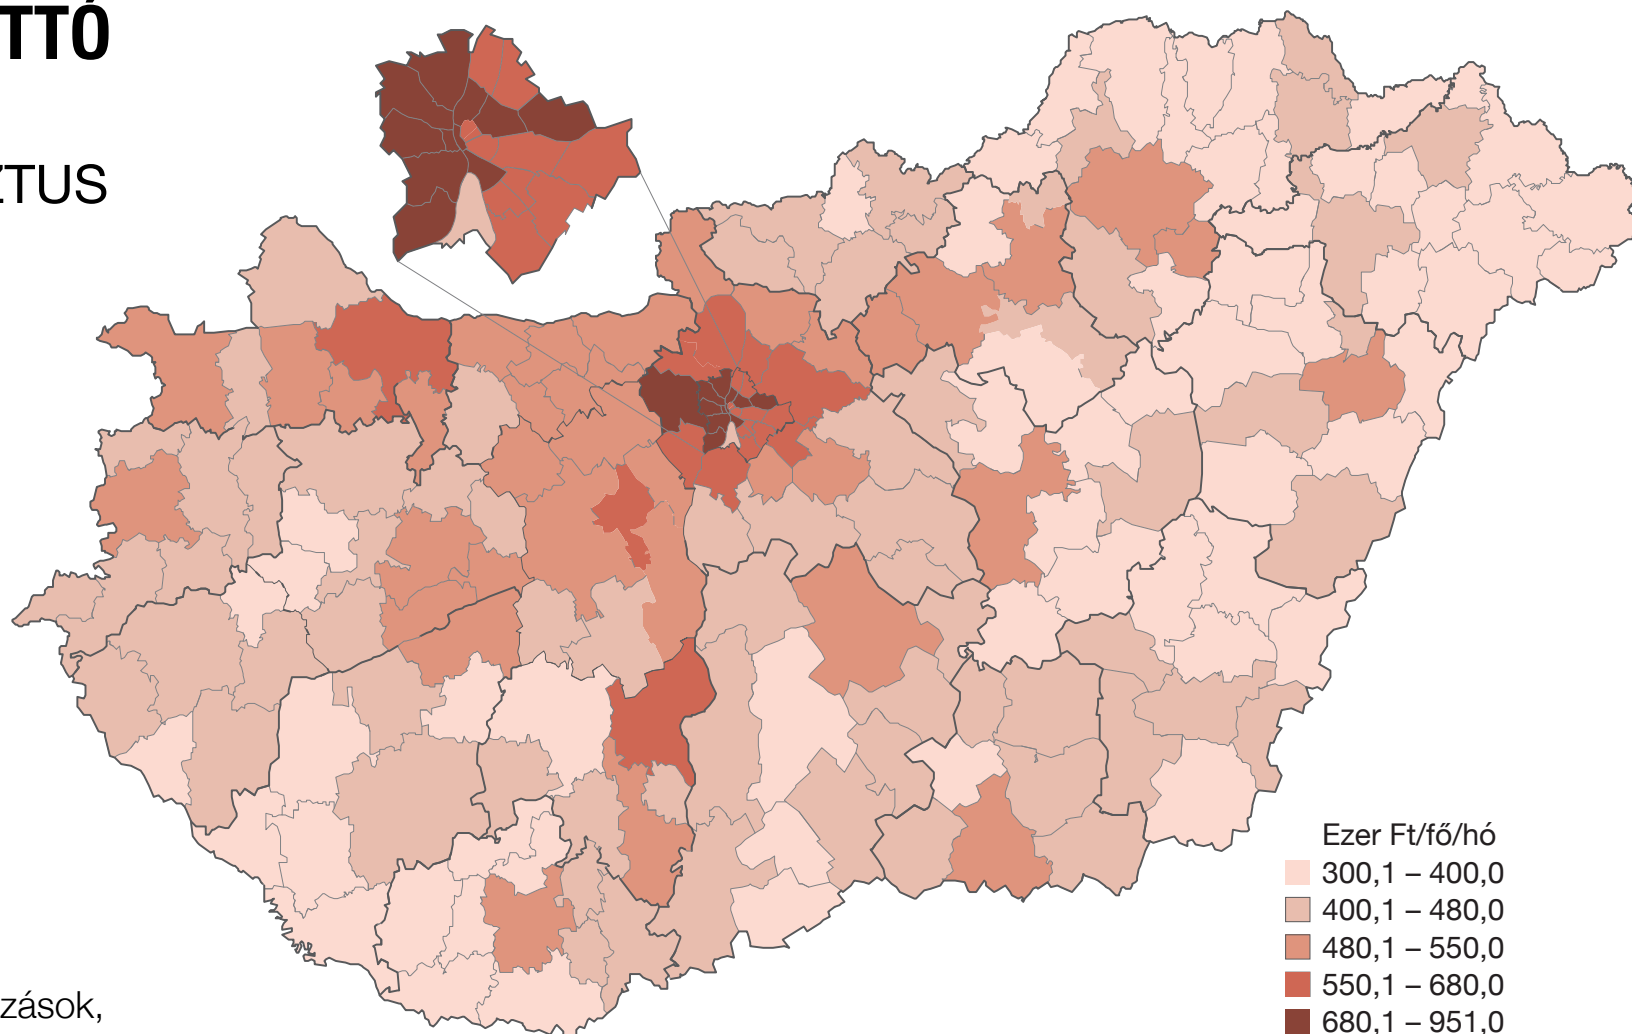 TTÓ
ZTUS
Ezer Ft/fő/hó
300,1 – 400,0
400,1 – 480,0
480,1 – 550,0
550,1 – 680,0
680,1 – 951,0
zások,